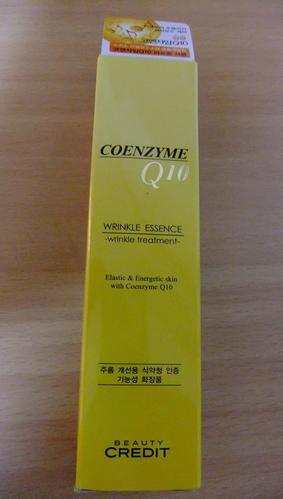 COENZYME
Q10
WRINKLE ESSENCE
-wrinkle treatment-
Elastic & Energetic skin
with Coenzyme Q10
주름 개선용 식약청 인증
기능성 화장품
BEAUTY
CREDIT